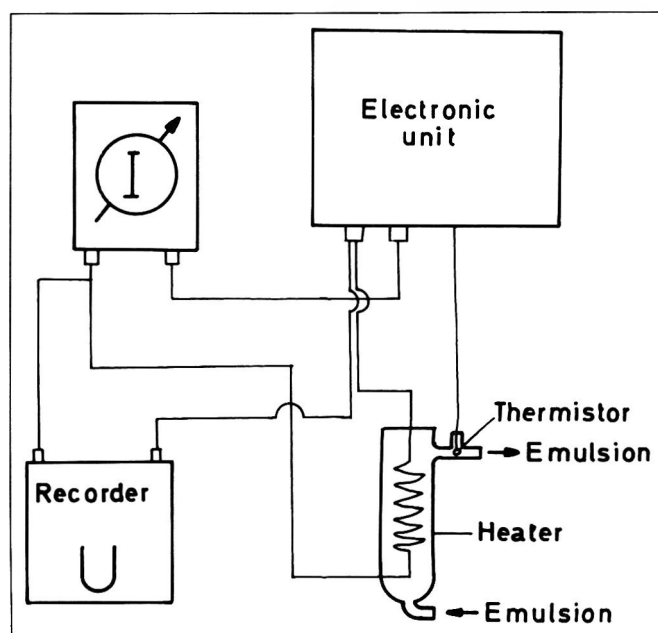 Electronic
unit
I
Thermistor
Emulsion
Recorder
U
Heater
Emulsion